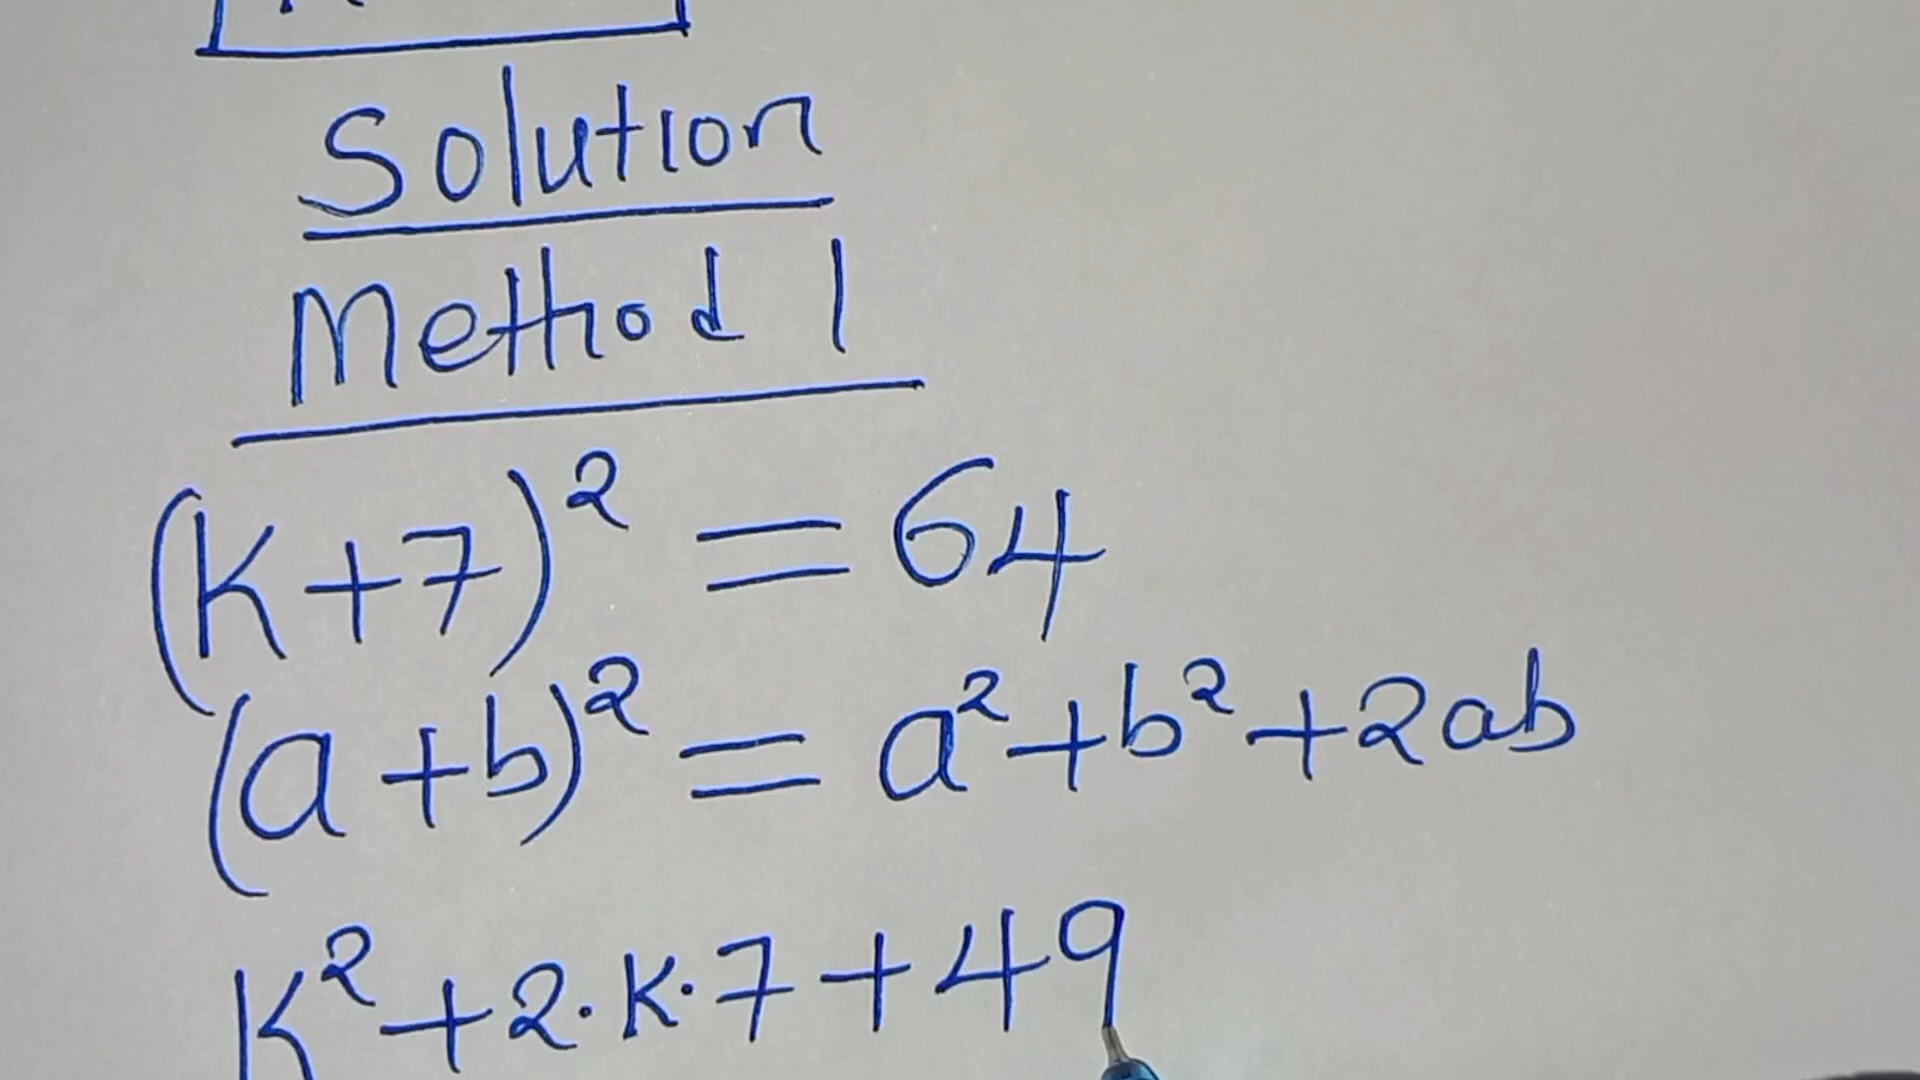 Solution
Method 1
(K+7)² = 64
(a+b)² = a²+b²+2ab
K²+2·K·7+49